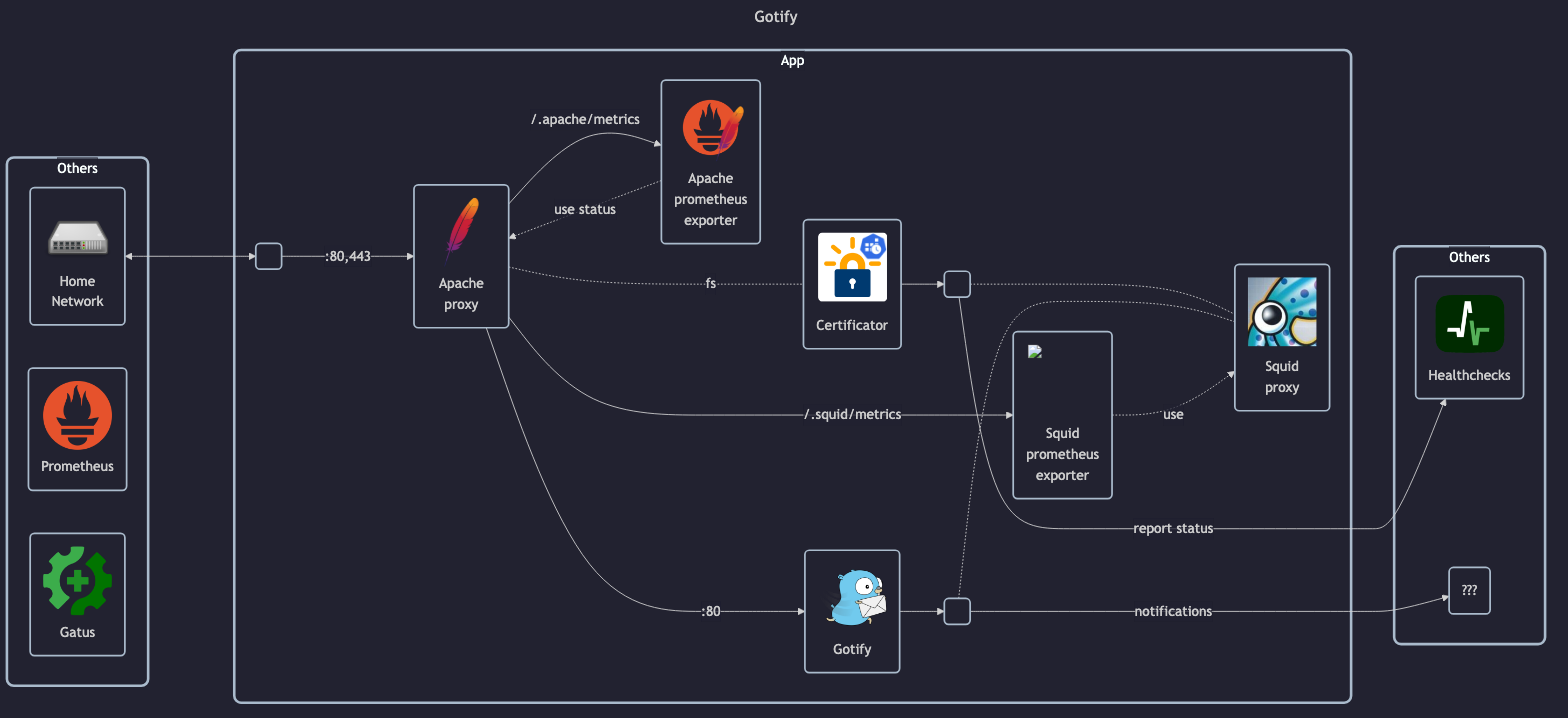 Gotify
App
Others
Home
Network
Prometheus
Gatus
:80,443
Apache
proxy
/.apache/metrics
use status
Apache
prometheus
exporter
fs
Certificator
/.squid/metrics
Squid
prometheus
exporter
use
Squid
proxy
report status
:80
Gotify
notifications
Others
Healthchecks
???